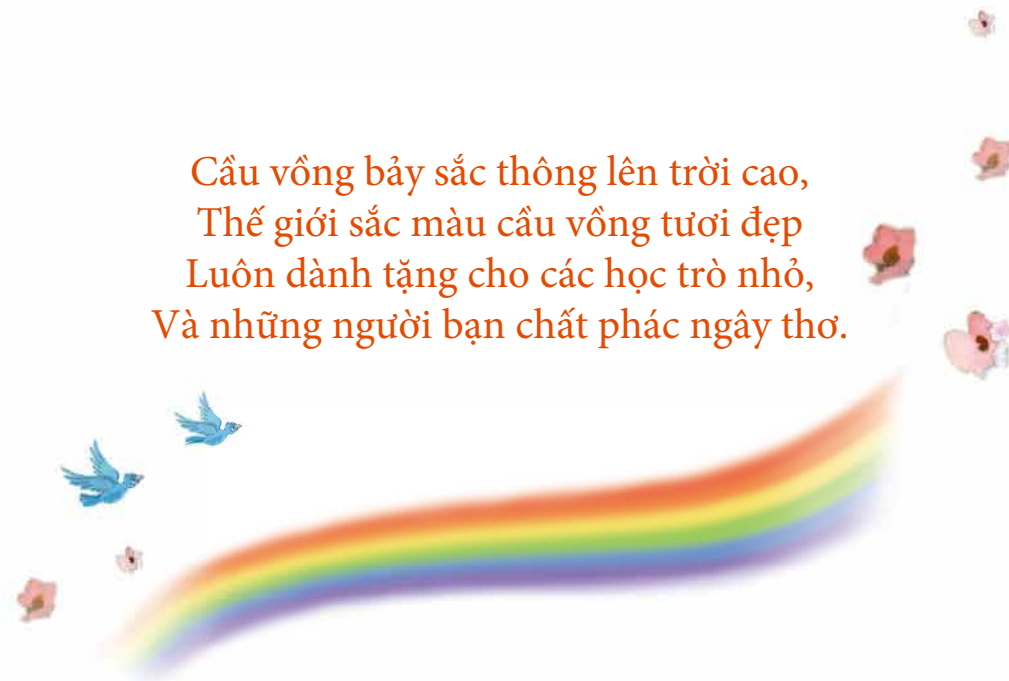 Cầu vồng bảy sắc thông lên trời cao,
Thế giới sắc màu cầu vồng tươi đẹp
Luôn dành tặng cho các học trò nhỏ,
Và những người bạn chất phác ngây thơ.